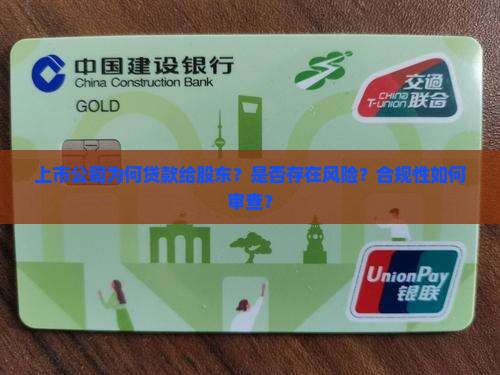 中国建设银行
China Construction Bank
GOLD
交通
联合
CHINA
T-UNION
上市公司为何贷款给股东？是否存在风险？合规性如何
审查？
UnionPay
银联